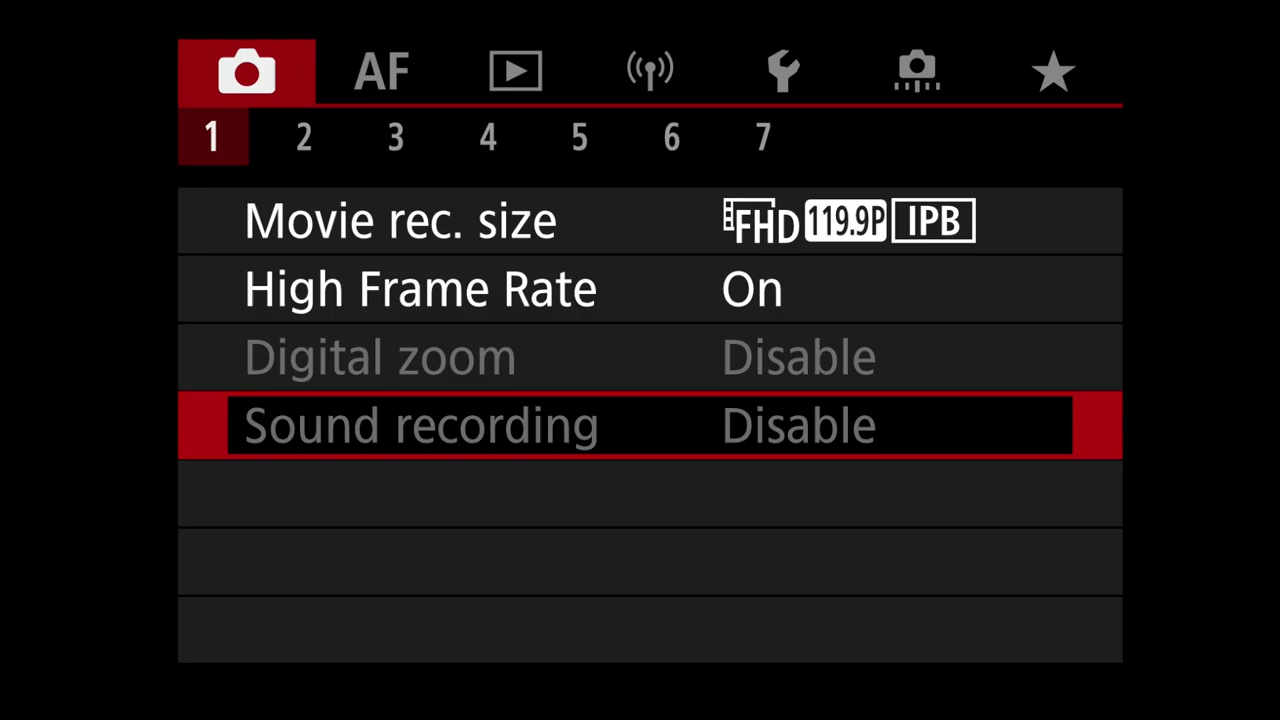 AF
1 2 3 4 5 6 7
Movie rec. size FHD 119.9P IPB
High Frame Rate On
Digital zoom Disable
Sound recording Disable